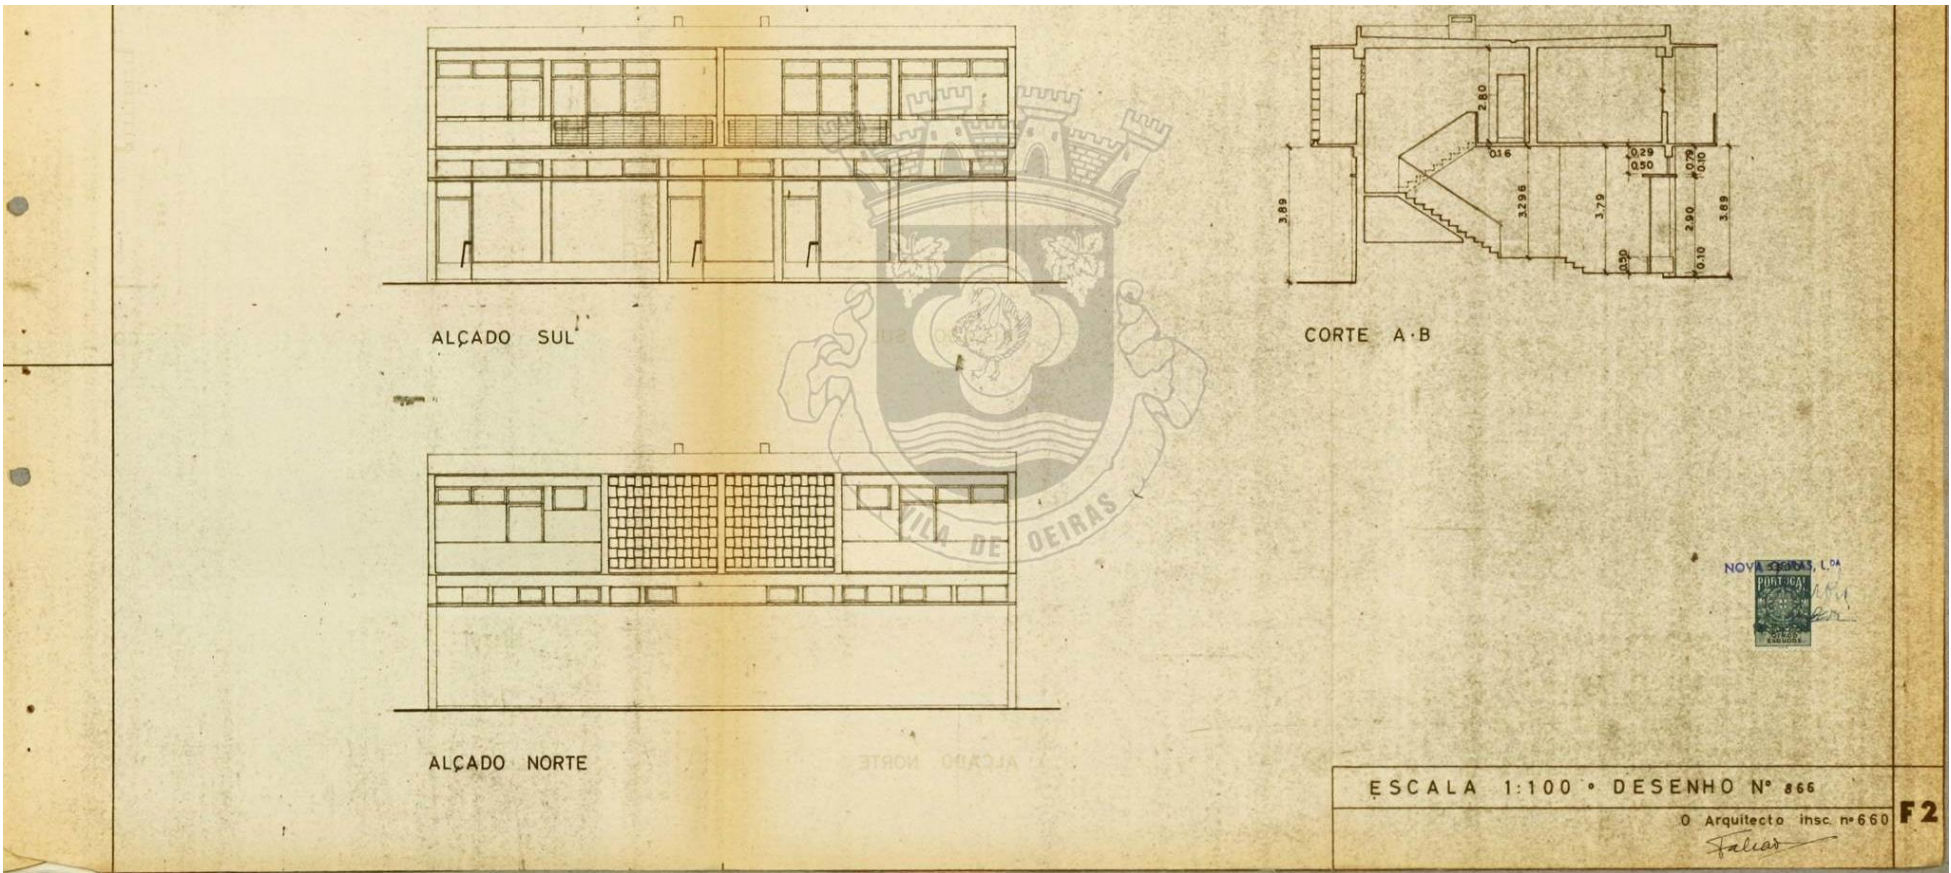 2.80
0.16
0.29
0.50
0.79
0.10
3.89
3.296
3.79
2.90
3.89
0.50
0.10
ALÇADO SUL
CORTE A·B
VILA DE OEIRAS
NOVA OEIRAS, L.DA
PORTUGAL
CINCO
ESCUDOS
ALÇADO NORTE
ESCALA 1:100 • DESENHO Nº 866
O Arquitecto insc. nº 660
F2